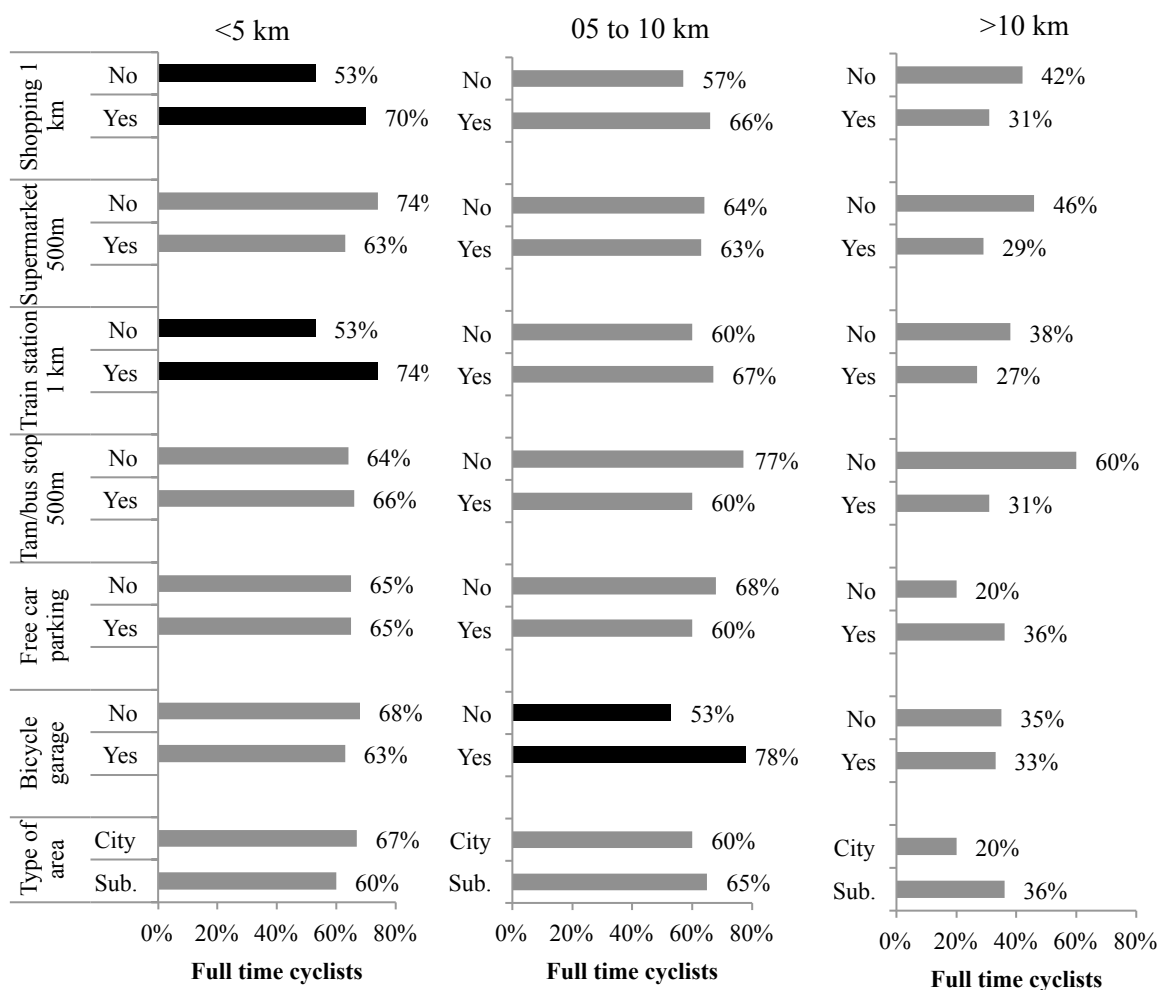 <5 km
05 to 10 km
>10 km
Shopping 1
km
No
53%
Yes
70%
No
57%
Yes
66%
No
42%
Yes
31%
Supermarket
500m
No
74%
Yes
63%
No
64%
Yes
63%
No
46%
Yes
29%
Train station
1 km
No
53%
Yes
74%
No
60%
Yes
67%
No
38%
Yes
27%
Tam/bus stop
500m
No
64%
Yes
66%
No
77%
Yes
60%
No
60%
Yes
31%
Free car
parking
No
65%
Yes
65%
No
68%
Yes
60%
No
20%
Yes
36%
Bicycle
garage
No
68%
Yes
63%
No
53%
Yes
78%
No
35%
Yes
33%
Type of
area
City
67%
Sub.
60%
City
60%
Sub.
65%
City
20%
Sub.
36%
0% 20% 40% 60% 80%
Full time cyclists
0% 20% 40% 60% 80%
Full time cyclists
0% 20% 40% 60% 80%
Full time cyclists